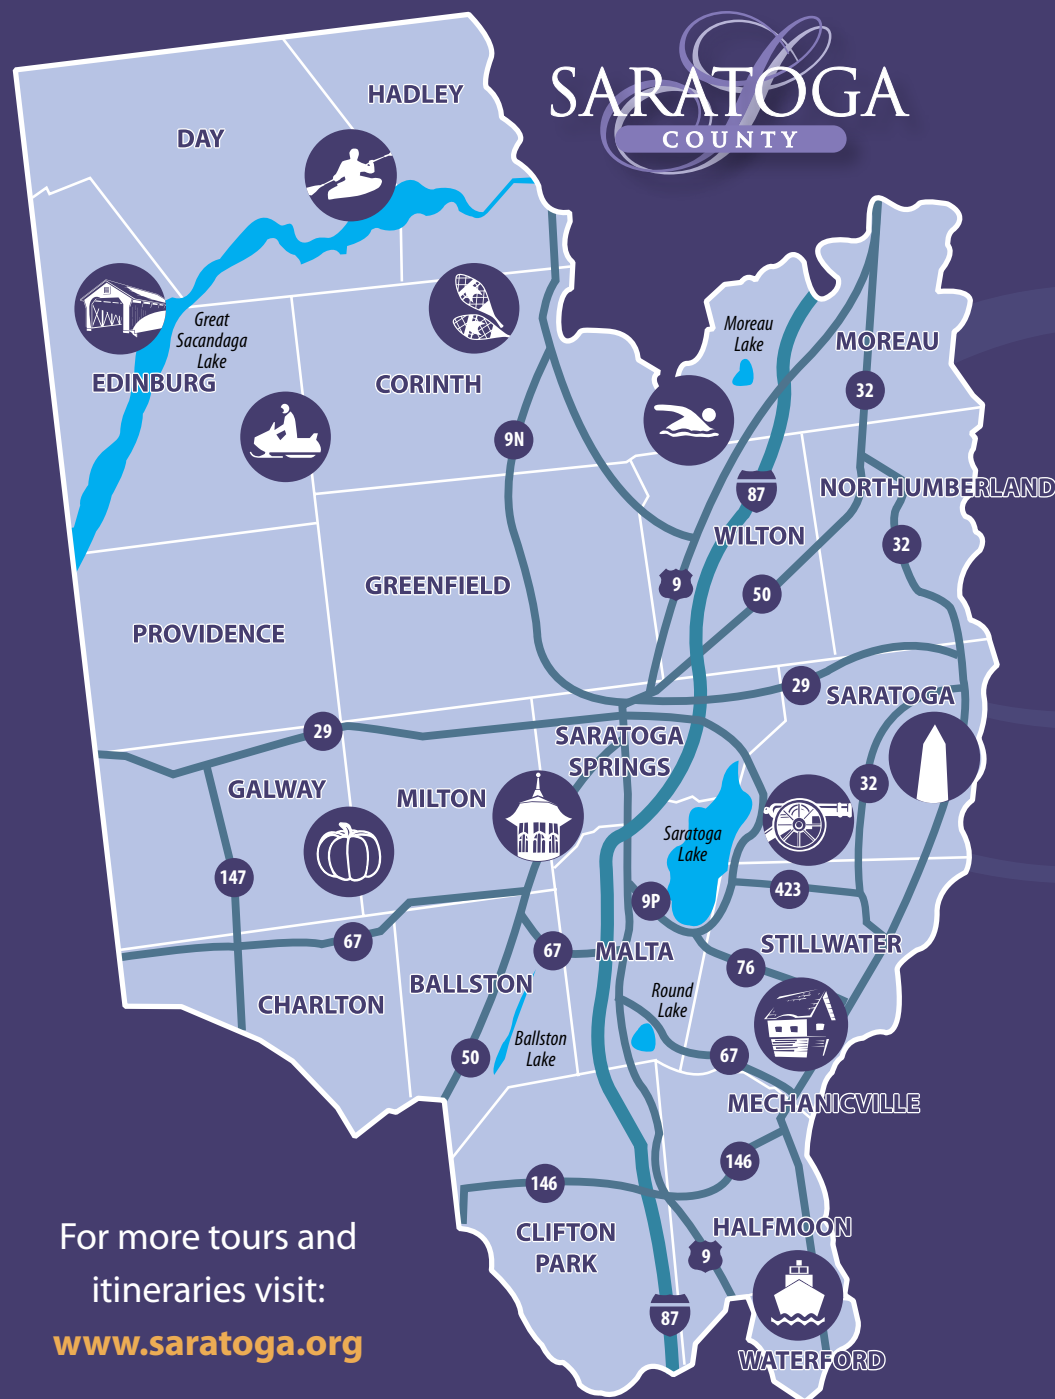 SARATOGA
COUNTY
HADLEY
DAY
Great
Sacandaga
Lake
EDINBURG
CORINTH
Moreau
Lake
MOREAU
32
9N
87
NORTHUMBERLAND
WILTON
32
9
50
GREENFIELD
PROVIDENCE
29
SARATOGA
29
SARATOGA
SPRINGS
32
GALWAY
MILTON
Saratoga
Lake
147
423
9P
67
67
MALTA
STILLWATER
76
BALLSTON
CHARLTON
Round
Lake
Ballston
Lake
50
67
MECHANICVILLE
146
146
CLIFTON
PARK
HALFMOON
9
87
WATERFORD
For more tours and
itineraries visit:
www.saratoga.org